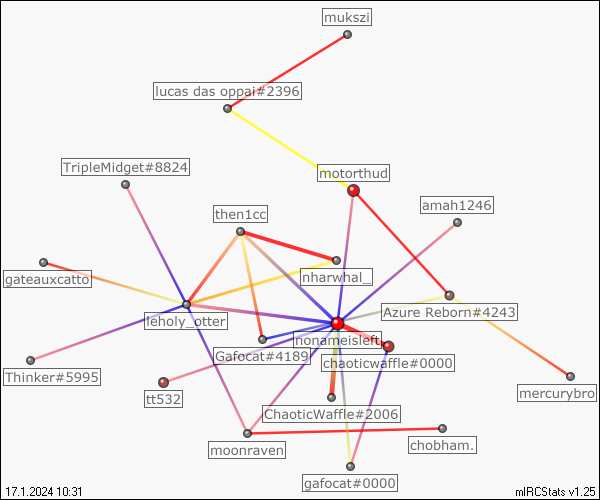 mukszi
lucas das oppai#2396
TripleMidget#8824
motorthud
amah1246
then1cc
gateauxcatto
nharwhal_
leholy_otter
Azure Reborn#4243
nonameisleft
Gafocat#4189
chaoticwaffle#0000
Thinker#5995
tt532
mercurybro
ChaoticWaffle#2006
moonraven
chobham.
gafocat#0000
17.1.2024 10:31
mIRCStats v1.25